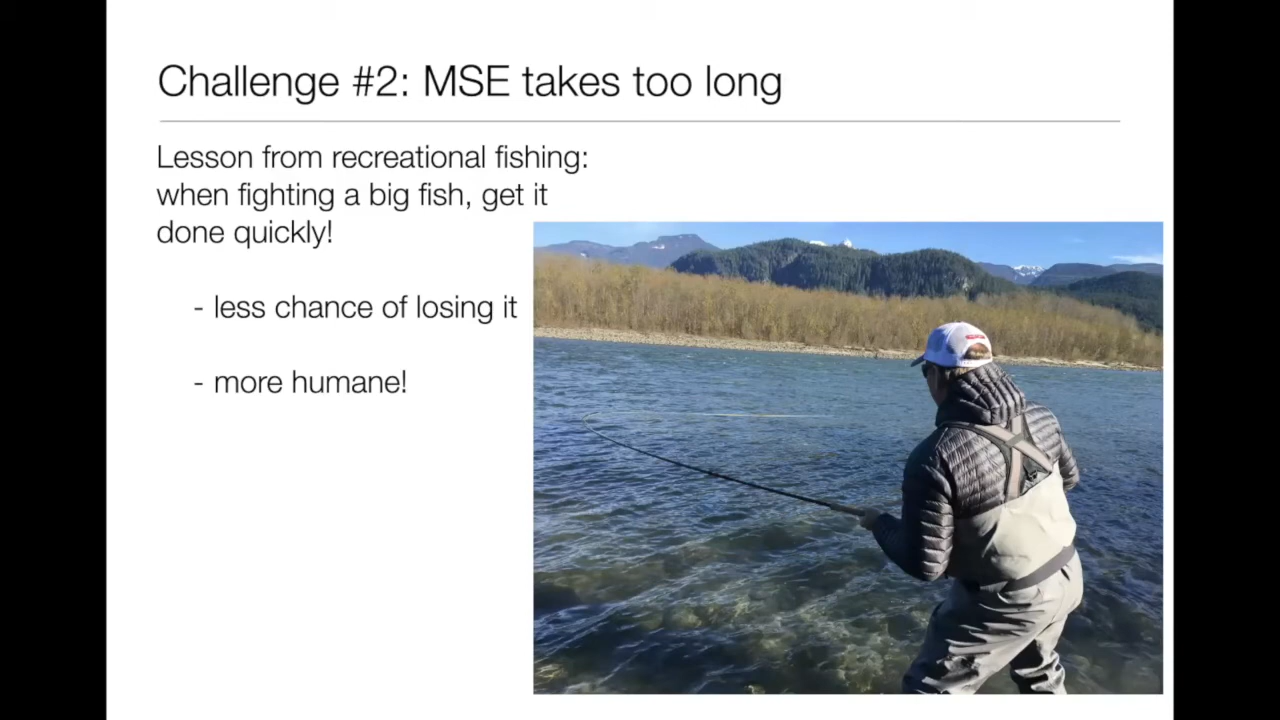 Challenge #2: MSE takes too long
Lesson from recreational fishing:
when fighting a big fish, get it
done quickly!
- less chance of losing it
- more humane!